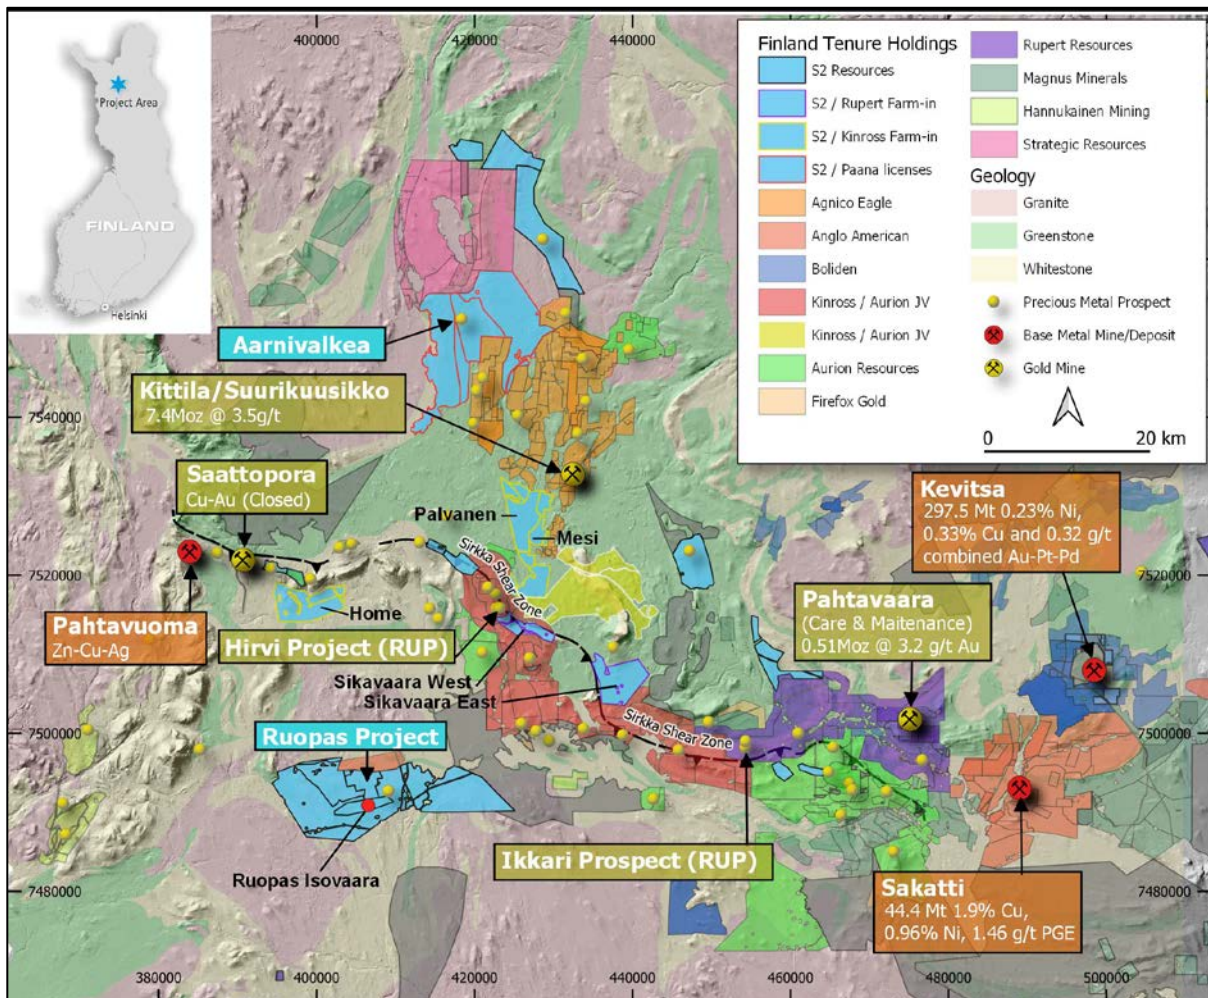 Project Area
FINLAND
Helsinki
400000
420000
440000
Finland Tenure Holdings
S2 Resources
S2 / Rupert Farm-in
S2 / Kinross Farm-in
S2 / Paana licenses
Agnico Eagle
Anglo American
Boliden
Kinross / Aurion JV
Kinross / Aurion JV
Aurion Resources
Firefox Gold
Rupert Resources
Magnus Minerals
Hannukainen Mining
Strategic Resources
Geology
Granite
Greenstone
Whitestone
Precious Metal Prospect
Base Metal Mine/Deposit
Gold Mine
0 20 km
Aarnivalkea
Kittila/Suurikuusikko
7.4Moz @ 3.5g/t
7540000
7540000
Saattopora
Cu-Au (Closed)
Palvanen
Mesi
Kevitsa
297.5 Mt 0.23% Ni,
0.33% Cu and 0.32 g/t
combined Au-Pt-Pd
7520000
7520000
Sirkka Shear Zone
Home
Pahtavuoma
Zn-Cu-Ag
Hirvi Project (RUP)
Pahtavaara
(Care & Maitenance)
0.51Moz @ 3.2 g/t Au
Sikavaara West
Sikavaara East
Sirkka Shear Zone
7500000
7500000
Ruopas Project
Ikkari Prospect (RUP)
Ruopas Isovaara
Sakatti
44.4 Mt 1.9% Cu,
0.96% Ni, 1.46 g/t PGE
7480000
7480000
380000
400000
420000
440000
460000
480000
500000